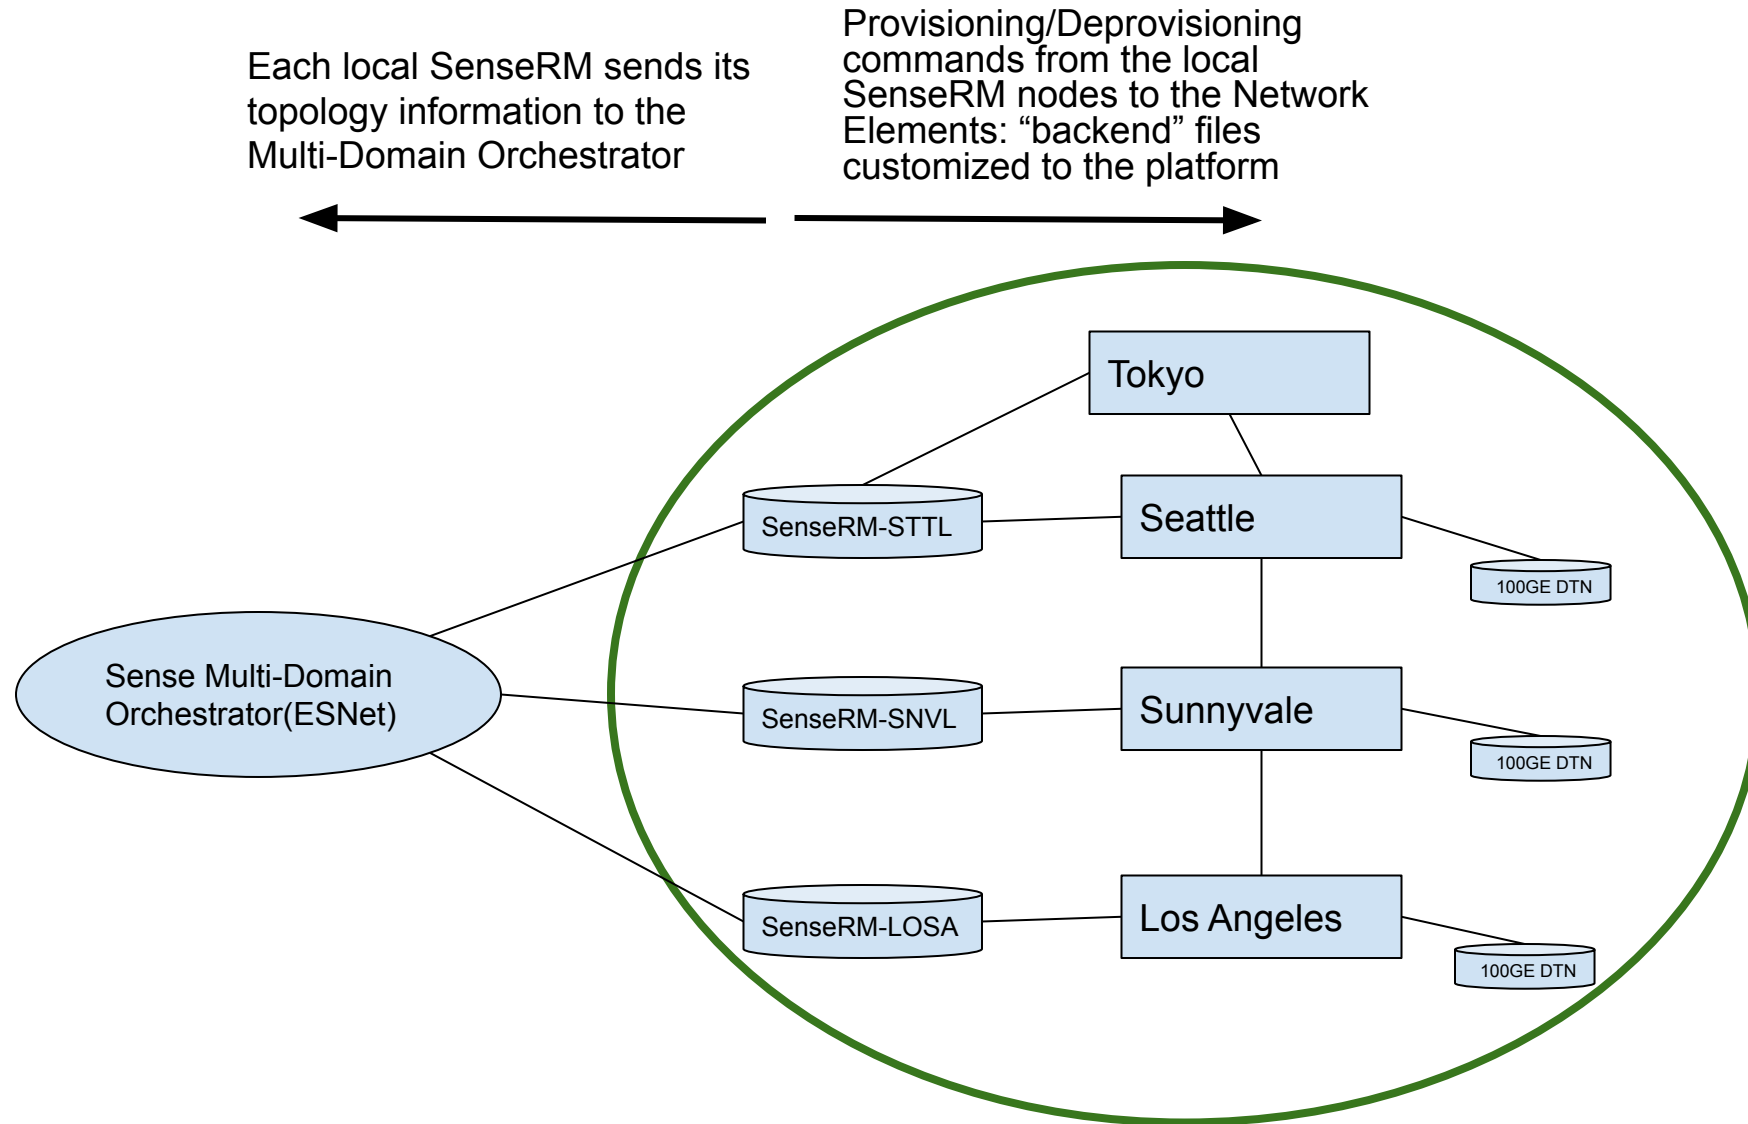 Each local SenseRM sends its
topology information to the
Multi-Domain Orchestrator
Provisioning/Deprovisioning
commands from the local
SenseRM nodes to the Network
Elements: “backend” files
customized to the platform
Tokyo
SenseRM-STTL
Seattle
100GE DTN
Sense Multi-Domain
Orchestrator(ESNet)
SenseRM-SNVL
Sunnyvale
100GE DTN
SenseRM-LOSA
Los Angeles
100GE DTN